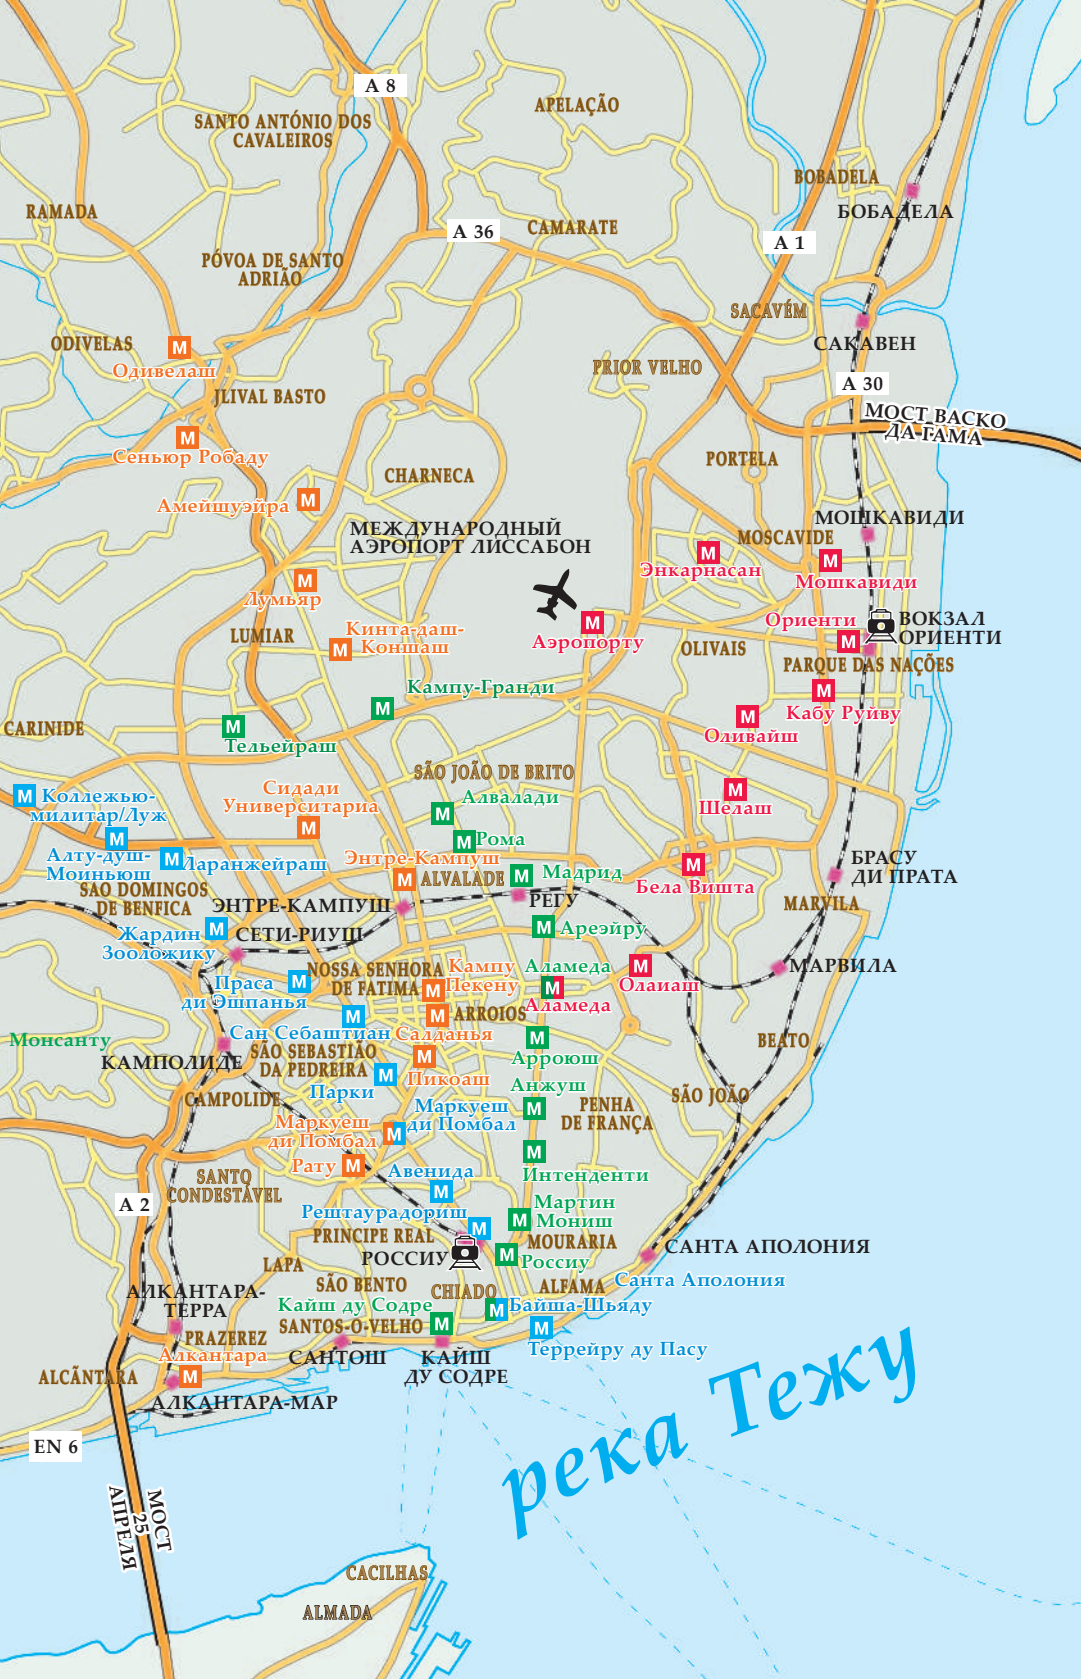 A 8
APELAÇÃO
SANTO ANTÓNIO DOS
CAVALEIROS
BOBADELA
RAMADA
БОБАДЕЛА
A 36
CAMARATE
A 1
PÓVOA DE SANTO
ADRIÃO
SACAVÉM
ODIVELAS
М
САКАВЕН
Одивелаш
PRIOR VELHO
A 30
JLIVAL BASTO
МОСТ ВАСКО
ДА ГАМА
М
Сеньюр Робаду
PORTELA
CHARNECA
Амейшуэйра М
МОШКАВИДИ
МЕЖДУНАРОДНЫЙ
АЭРОПОРТ ЛИССАБОН
MOSCAVIDE
М
Энкарнасан
М
Мошкавиди
М
Лумьяр
М
Аэропорту
Ориенти
М
ВОКЗАЛ
ОРИЕНТИ
LUMIAR
Кинта-даш-
Коншаш
М
OLIVAIS
PARQUE DAS NAÇÕES
Кампу-Гранди
М
М
Кабу Руйву
CARINIDE
М
Тельейраш
М
Оливайш
SÃO JOÃO DE BRITO
М
Шелаш
Сидади
Университариа
М
М Коллежью-
милитар/Луж
Алвалади
М
М
Алту-душ-
Моиньюш
М Ларанжейраш
М Рома
Энтре-Кампуш
М
ALVALADE
М Мадрид
М
Бела Вишта
БРАСУ
ДИ ПРАТА
SAO DOMINGOS
DE BENFICA
ЭНТРЕ-КАМПУШ
РЕГУ
MARVILA
Жардин
Зооложику
М
СЕТИ-РИУШ
М Ареэйру
NOSSA SENHORA
DE FATIMA
Кампу
Пекену
М
Аламеда
М
Аламеда
М
Олаиаш
МАРВИЛА
Праса
ди Эшпанья
М
ARROIOS
М
Салданья
М
Сан Себаштиан
Монсанту
КАМПОЛИДЕ
SÃO SEBASTIÃO
DA PEDREIRA
М
Пикоаш
М
Арроюш
BEATO
М
Парки
Анжуш
М
CAMPOLIDE
SÃO JOÃO
PENHA
DE FRANÇA
Маркуеш
ди Помбал
М
Маркуеш
ди Помбал
М
Интенденти
Рату М
Авенида
М
SANTO
CONDESTÁVEL
A 2
Рештаурадориш
М
Мартин
Мониш
М
PRINCIPE REAL
РОССИУ
MOURARIA
М
Россиу
САНТА АПОЛОНИЯ
LAPA
SÃO BENTO
CHIADO
ALFAMA
Санта Аполония
АЛКАНТАРА-
ТЕРРА
Кайш ду Содре
М
М Байша-Шьяду
SANTOS-O-VELHO
М
Террейру ду Пасу
PRAZEREZ
Алкантара
М
САНТОШ
КАЙШ
ДУ СОДРЕ
ALCÃNTARA
АЛКАНТАРА-МАР
EN 6
река Тежу
МОСТ
25
АПРЕЛЯ
CACILHAS
ALMADA